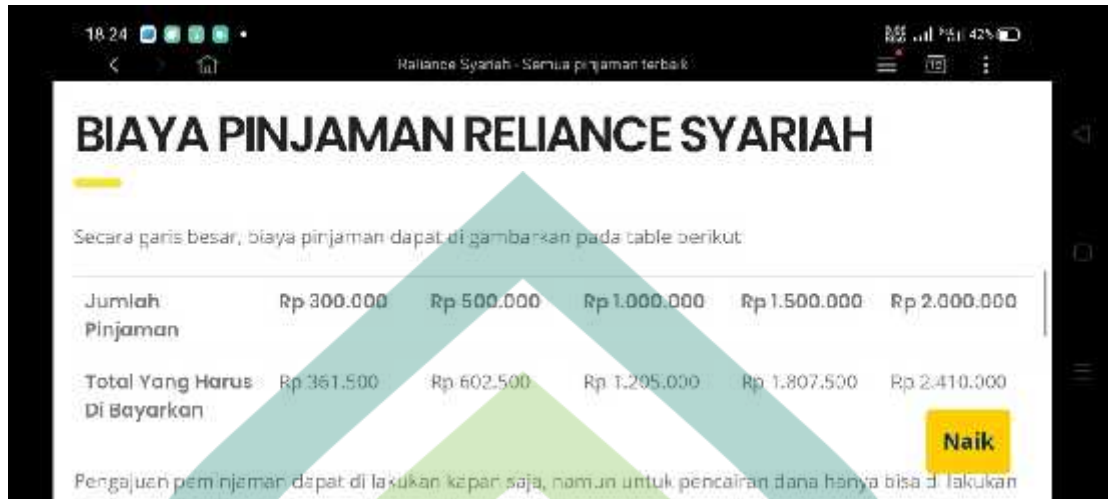 18.24
Reliance Syariah - Semua pinjaman terbaik
42%
BIAYA PINJAMAN RELIANCE SYARIAH
Secara garis besar, biaya pinjaman dapat di gambarkan pada table berikut
Jumlah Pinjaman Rp 300.000 Rp 500.000 Rp 1.000.000 Rp 1.500.000 Rp 2.000.000
Total Yang Harus Di Bayarkan Rp 361.500 Rp 602.500 Rp 1.205.000 Rp 1.807.500 Rp 2.410.000
Naik
Pengajuan peminjaman dapat di lakukan kapan saja, namun untuk pencairan dana hanya bisa di lakukan